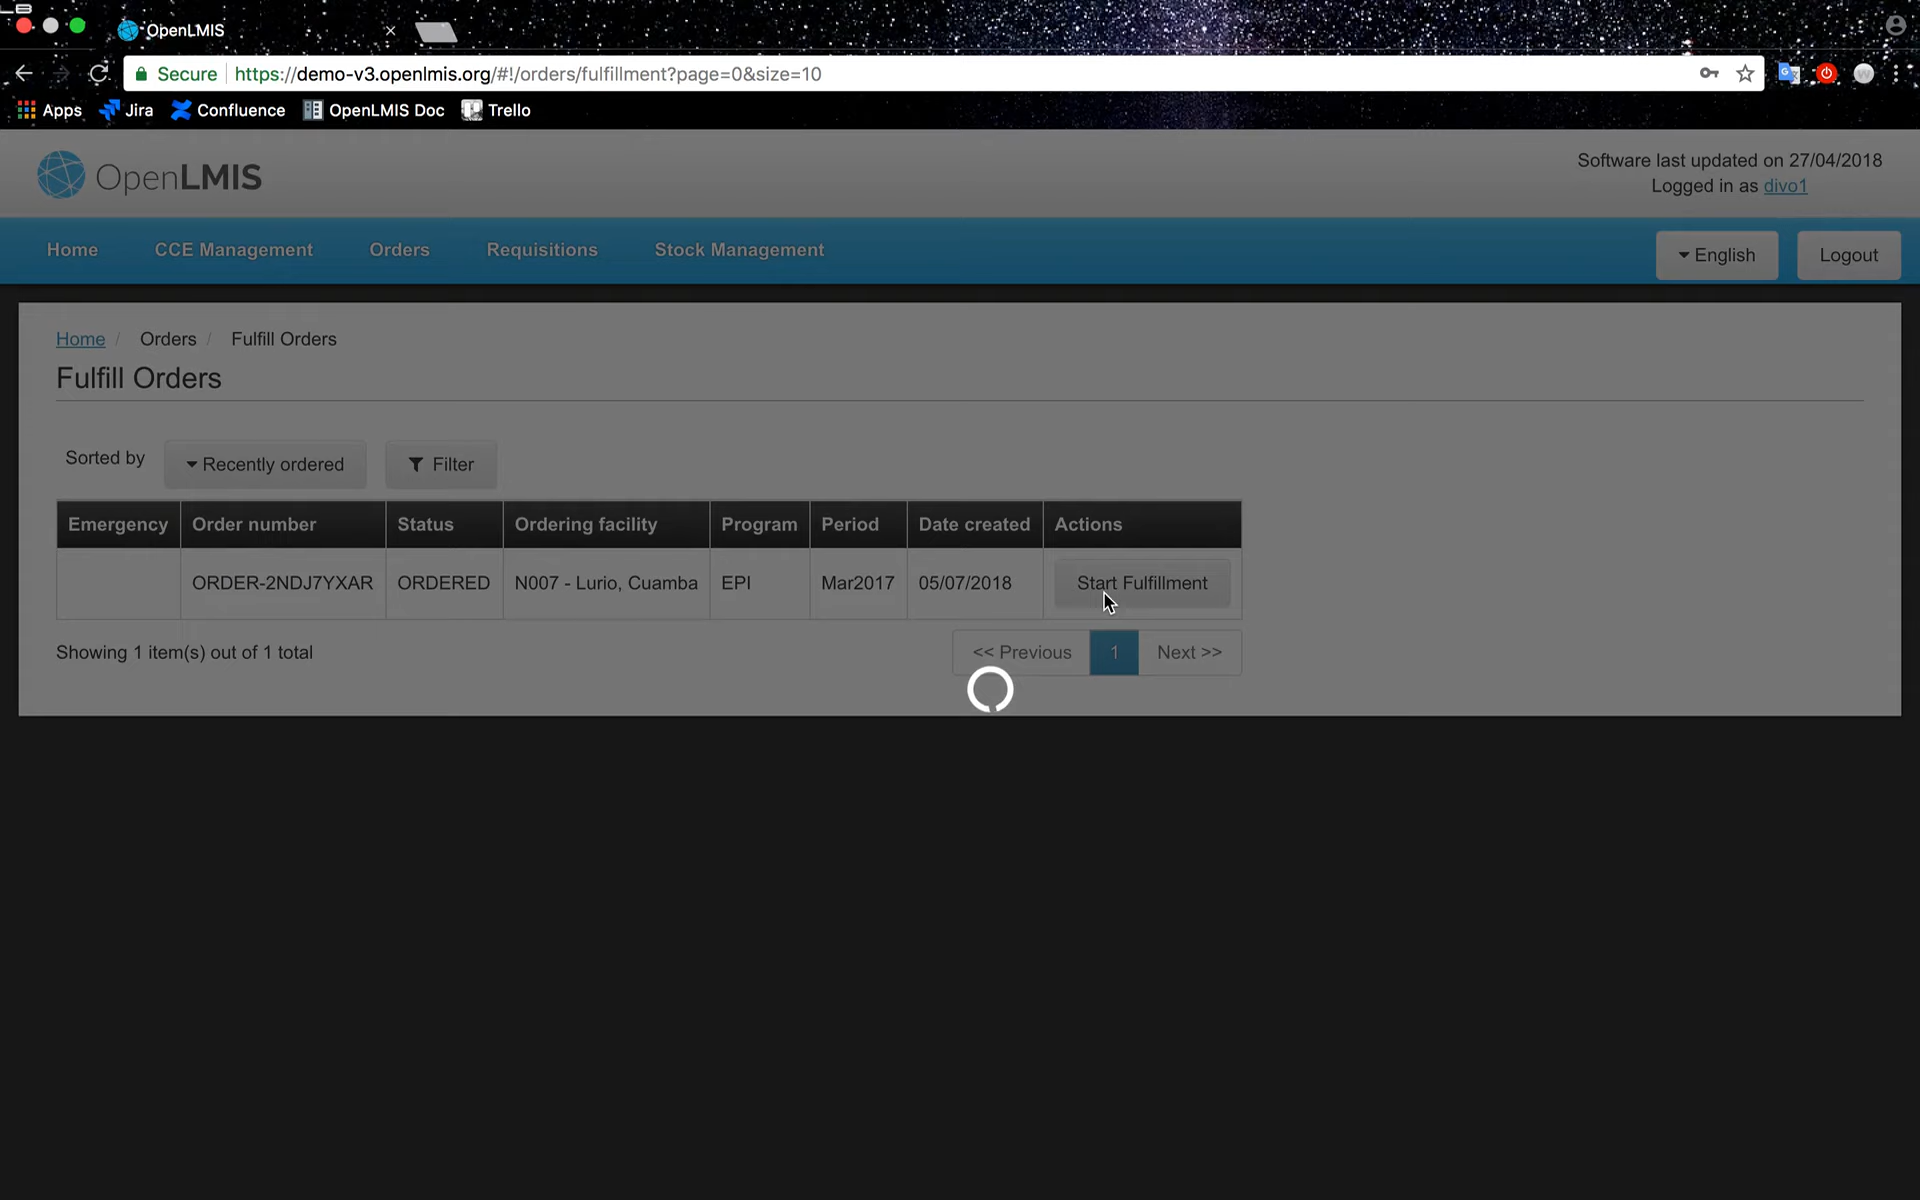 OpenLMIS
Secure https://demo-v3.openlmis.org/#!/orders/fulfillment?page=0&size=10
Apps Jira Confluence OpenLMIS Doc Trello
OpenLMIS
Software last updated on 27/04/2018
Logged in as divo1
Home CCE Management Orders Requisitions Stock Management English Logout
Home / Orders / Fulfill Orders
Fulfill Orders
Sorted by Recently ordered Filter
Emergency Order number Status Ordering facility Program Period Date created Actions
ORDER-2NDJ7YXAR ORDERED N007 - Lurio, Cuamba EPI Mar2017 05/07/2018 Start Fulfillment
Showing 1 item(s) out of 1 total << Previous 1 Next >>